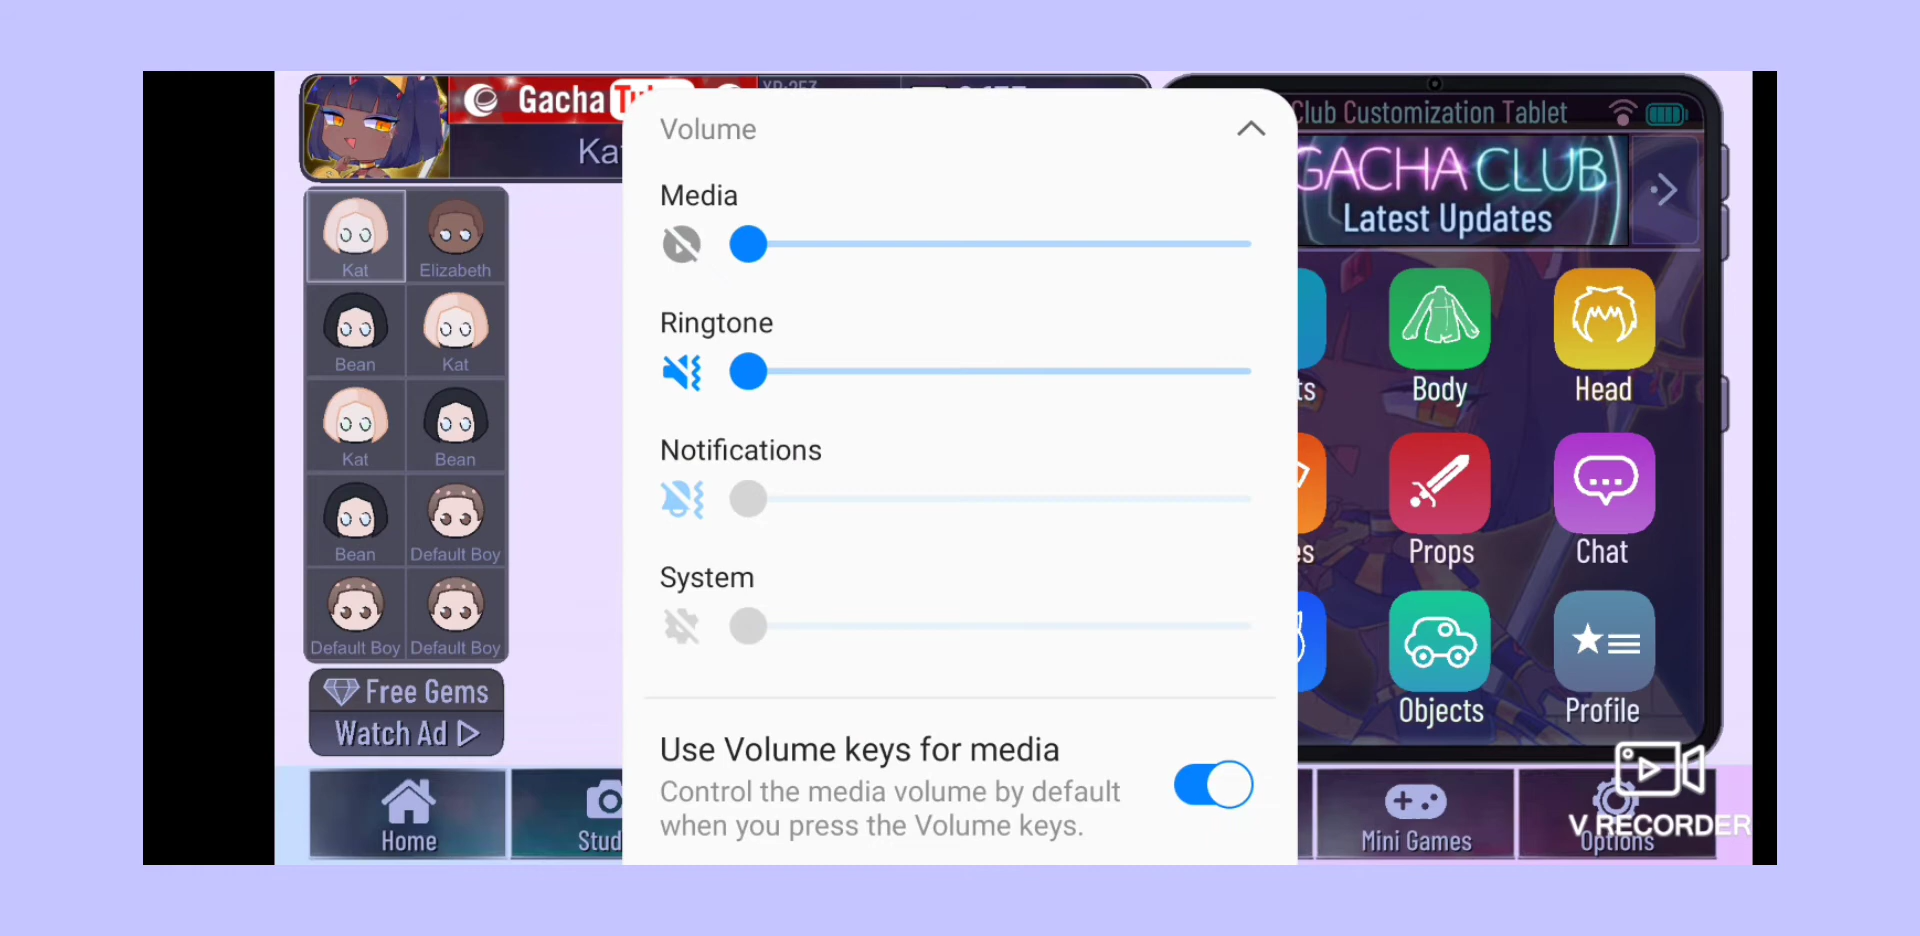 Gacha
Volume
Club Customization Tablet
GACHA CLUB
Latest Updates
Media
Ringtone
Notifications
System
Use Volume keys for media
Control the media volume by default
when you press the Volume keys.
Kat
Elizabeth
Bean
Kat
Kat
Bean
Bean
Default Boy
Default Boy
Default Boy
Free Gems
Watch Ad
Body
Head
Props
Chat
Objects
Profile
Home
Mini Games
Options
V RECORDER